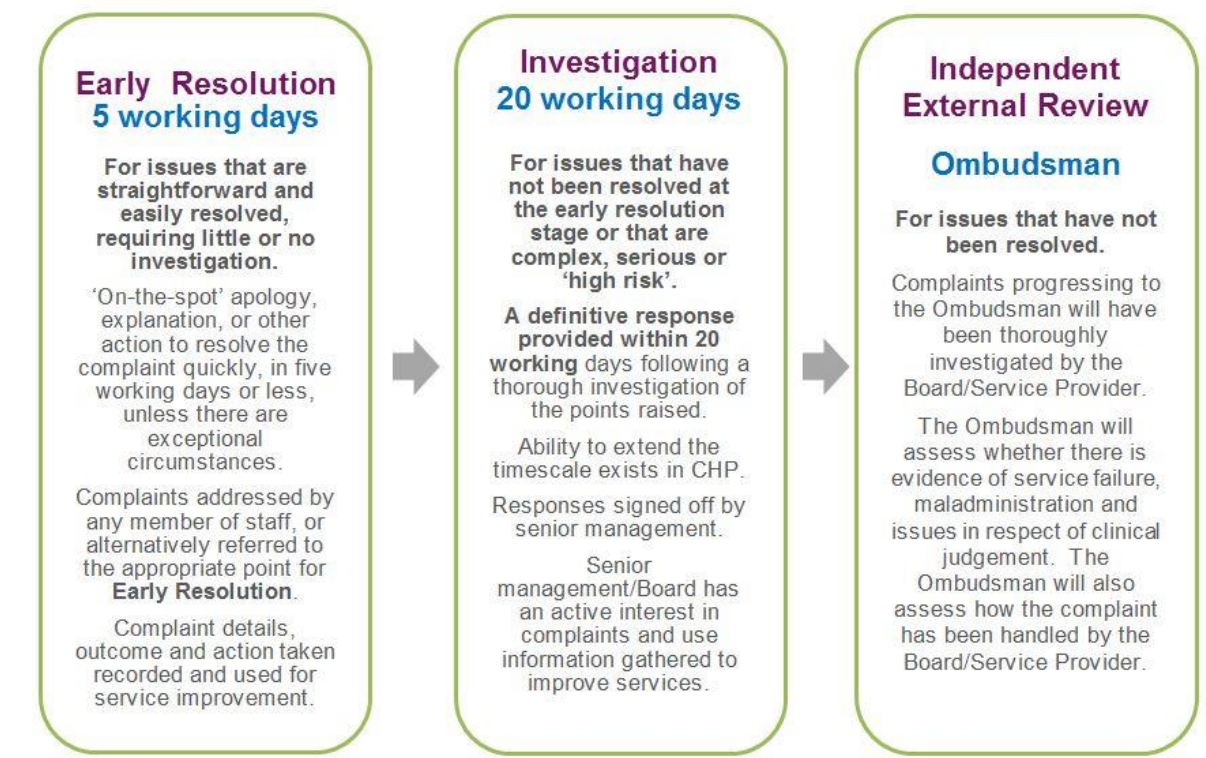 Early Resolution
5 working days
For issues that are
straightforward and
easily resolved,
requiring little or no
investigation.
‘On-the-spot’ apology,
explanation, or other
action to resolve the
complaint quickly, in five
working days or less,
unless there are
exceptional
circumstances.
Complaints addressed by
any member of staff, or
alternatively referred to
the appropriate point for
Early Resolution.
Complaint details,
outcome and action taken
recorded and used for
service improvement.
Investigation
20 working days
For issues that have
not been resolved at
the early resolution
stage or that are
complex, serious or
‘high risk’.
A definitive response
provided within 20
working days following a
thorough investigation of
the points raised.
Ability to extend the
timescale exists in CHP.
Responses signed off by
senior management.
Senior
management/Board has
an active interest in
complaints and use
information gathered to
improve services.
Independent
External Review
Ombudsman
For issues that have not
been resolved.
Complaints progressing to
the Ombudsman will have
been thoroughly
investigated by the
Board/Service Provider.
The Ombudsman will
assess whether there is
evidence of service failure,
maladministration and
issues in respect of clinical
judgement. The
Ombudsman will also
assess how the complaint
has been handled by the
Board/Service Provider.